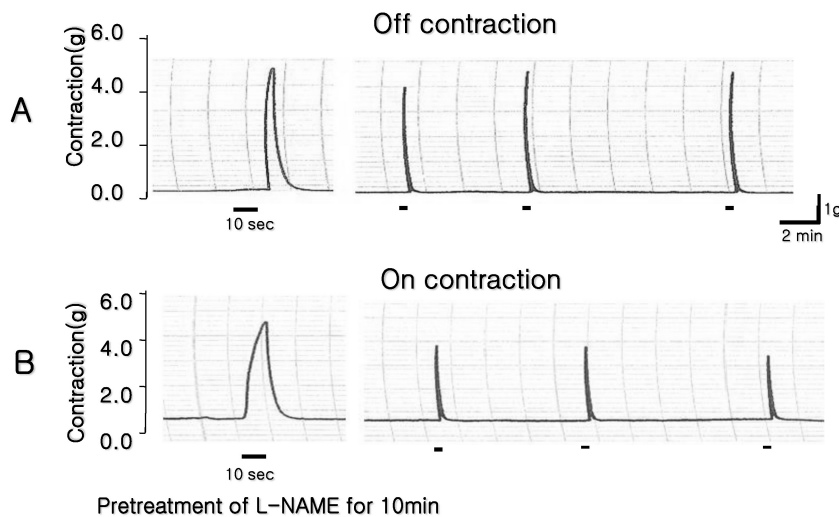 Off contraction
A
Contraction(g)
6.0
4.0
2.0
0.0
10 sec
1g
2 min
On contraction
B
Contraction(g)
6.0
4.0
2.0
0.0
10 sec
Pretreatment of L-NAME for 10min